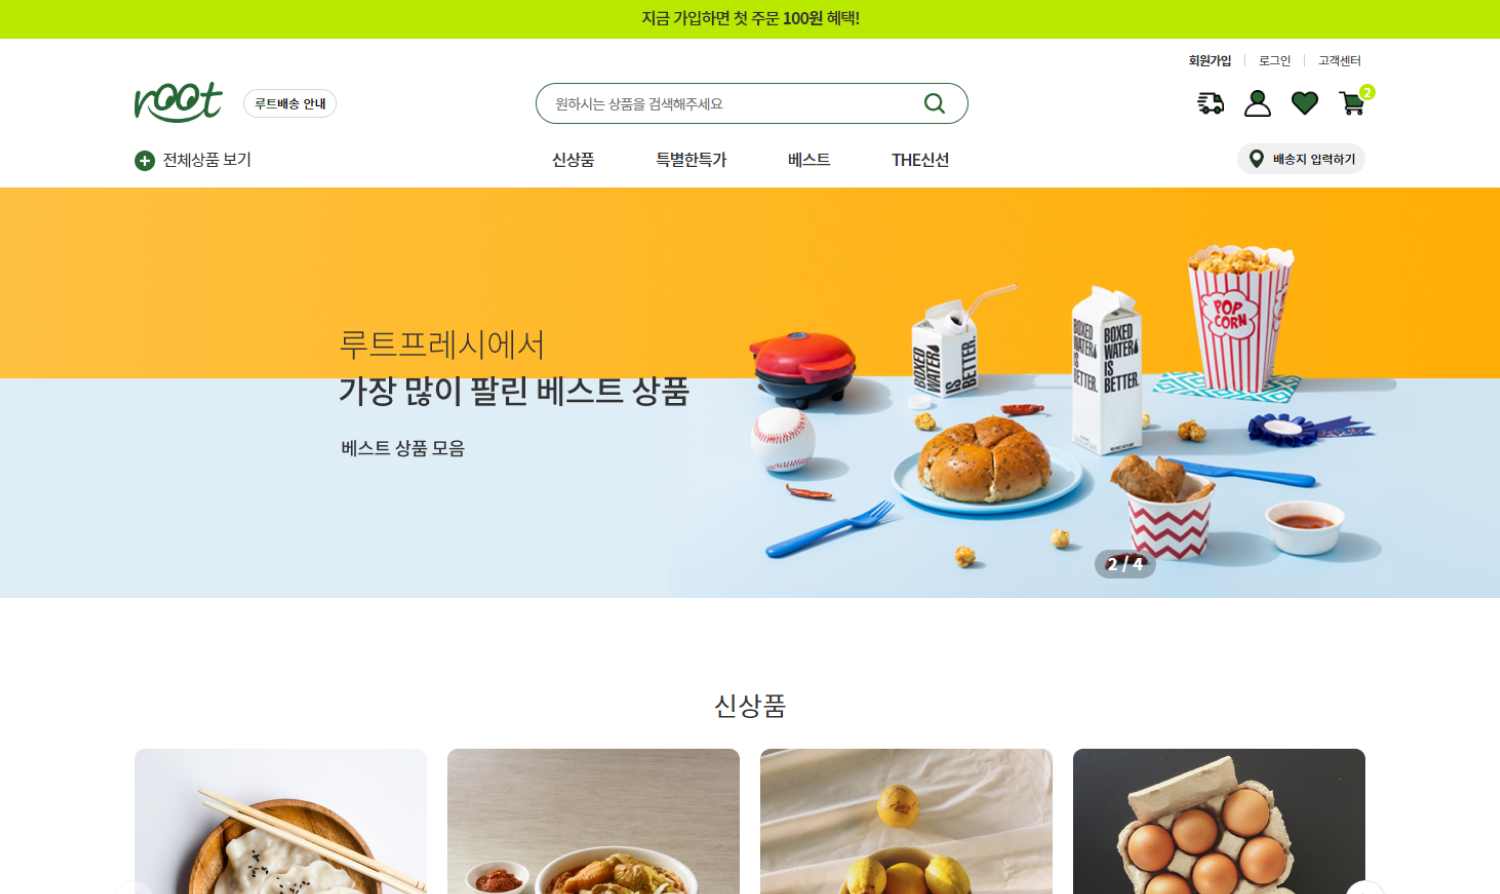 지금 가입하면 첫 주문 100원 혜택!
회원가입
로그인
고객센터
root
루트배송 안내
원하시는 상품을 검색해주세요
2
전체상품 보기
신상품
특별한특가
베스트
THE신선
배송지 입력하기
루트프레시에서
가장 많이 팔린 베스트 상품
베스트 상품 모음
BOXED
WATER
IS
BETTER.
BOXED
WATER
IS
BETTER.
BOXED
WATER
IS
BETTER.
POP
CORN
2 / 4
신상품